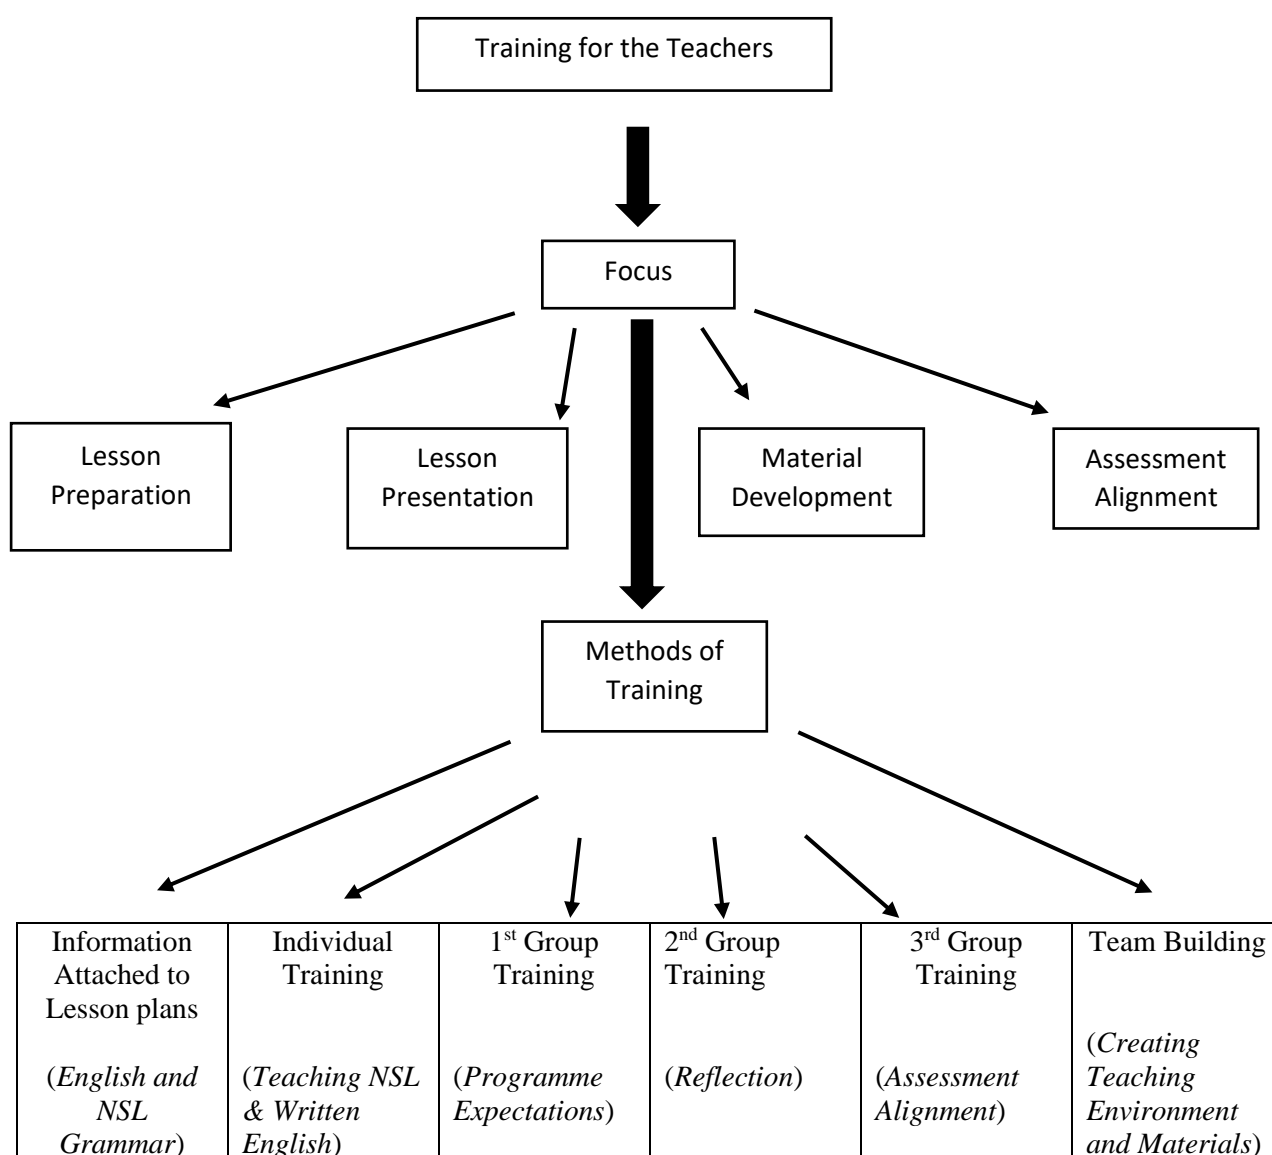 Training for the Teachers
Focus
Lesson
Preparation
Lesson
Presentation
Material
Development
Assessment
Alignment
Methods of
Training
Information
Attached to
Lesson plans
(English and
NSL
Grammar)
Individual
Training
(Teaching NSL
& Written
English)
1st Group
Training
(Programme
Expectations)
2nd Group
Training
(Reflection)
3rd Group
Training
(Assessment
Alignment)
Team Building
(Creating
Teaching
Environment
and Materials)